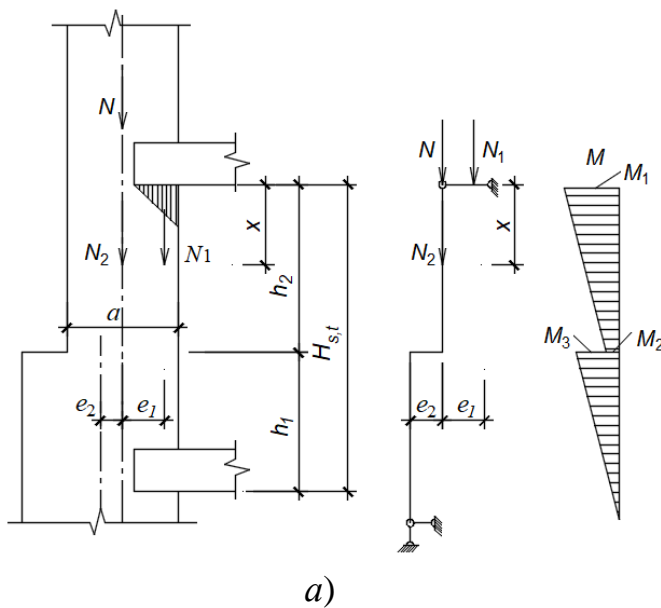 N
N₂
N1
a
e₂
e₁
x
h₂
h₁
Hs,t
N
N₁
N₂
x
e₂
e₁
M
M₁
M₃
M₂
а)